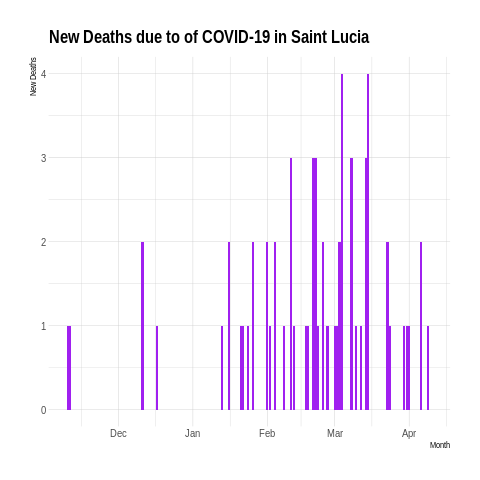 New Deaths due to of COVID-19 in Saint Lucia
New Deaths
4
3
2
1
0
Dec Jan Feb Mar Apr
Month